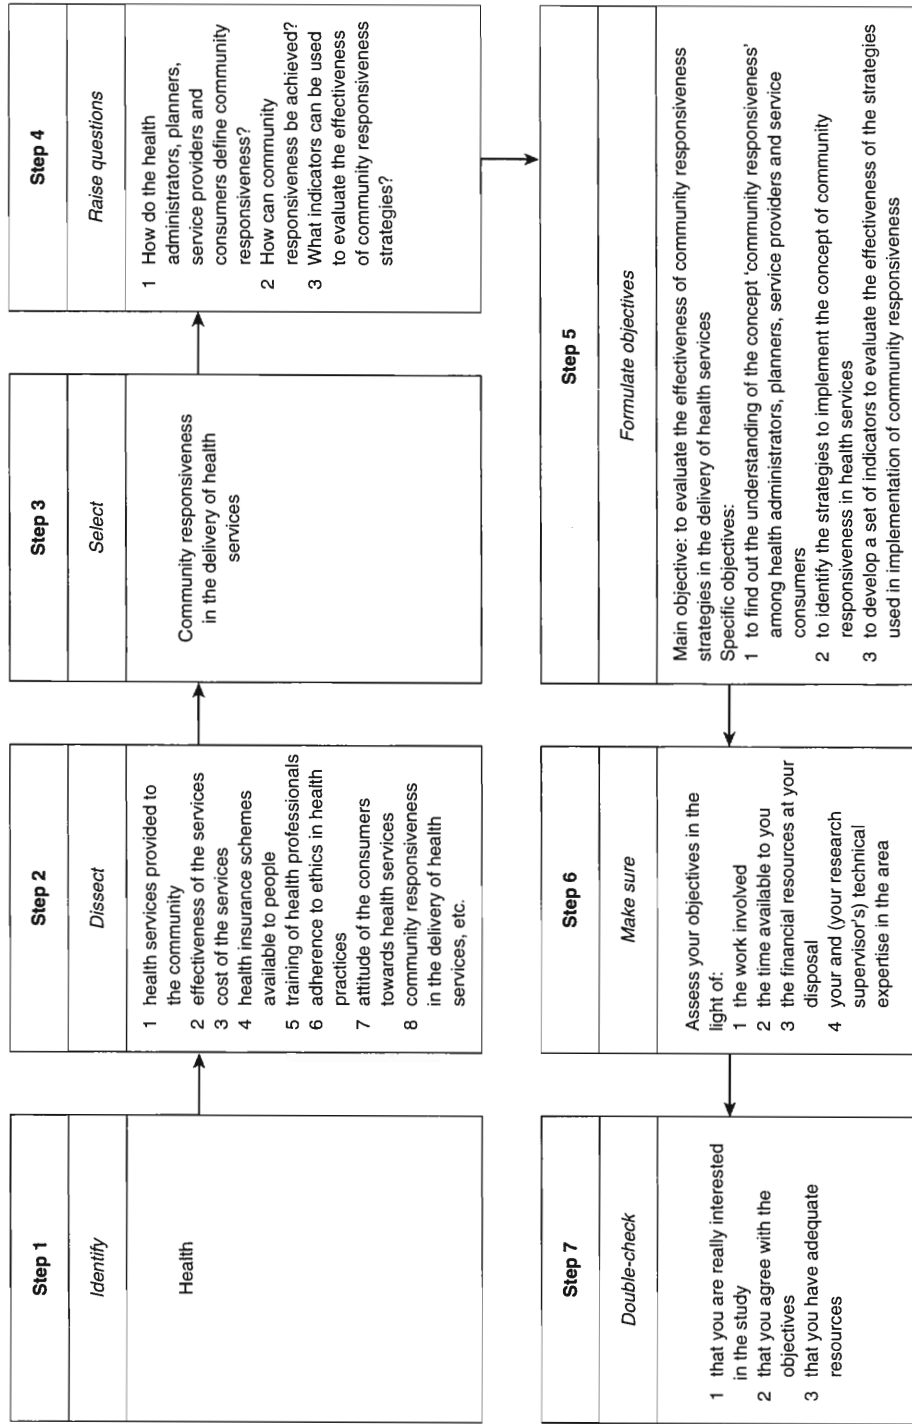 Step 1
Identify
Health
Step 2
Dissect
1 health services provided to
the community
2 effectiveness of the services
3 cost of the services
4 health insurance schemes
available to people
5 training of health professionals
6 adherence to ethics in health
practices
7 attitude of the consumers
towards health services
8 community responsiveness
in the delivery of health
services, etc.
Step 3
Select
Community responsiveness
in the delivery of health
services
Step 4
Raise questions
1 How do the health
administrators, planners,
service providers and
consumers define community
responsiveness?
2 How can community
responsiveness be achieved?
3 What indicators can be used
to evaluate the effectiveness
of community responsiveness
strategies?
Step 5
Formulate objectives
Main objective: to evaluate the effectiveness of community responsiveness
strategies in the delivery of health services
Specific objectives:
1 to find out the understanding of the concept ‘community responsiveness’
among health administrators, planners, service providers and service
consumers
2 to identify the strategies to implement the concept of community
responsiveness in health services
3 to develop a set of indicators to evaluate the effectiveness of the strategies
used in implementation of community responsiveness
Step 6
Make sure
Assess your objectives in the
light of:
1 the work involved
2 the time available to you
3 the financial resources at your
disposal
4 your and (your research
supervisor's) technical
expertise in the area
Step 7
Double-check
1 that you are really interested
in the study
2 that you agree with the
objectives
3 that you have adequate
resources